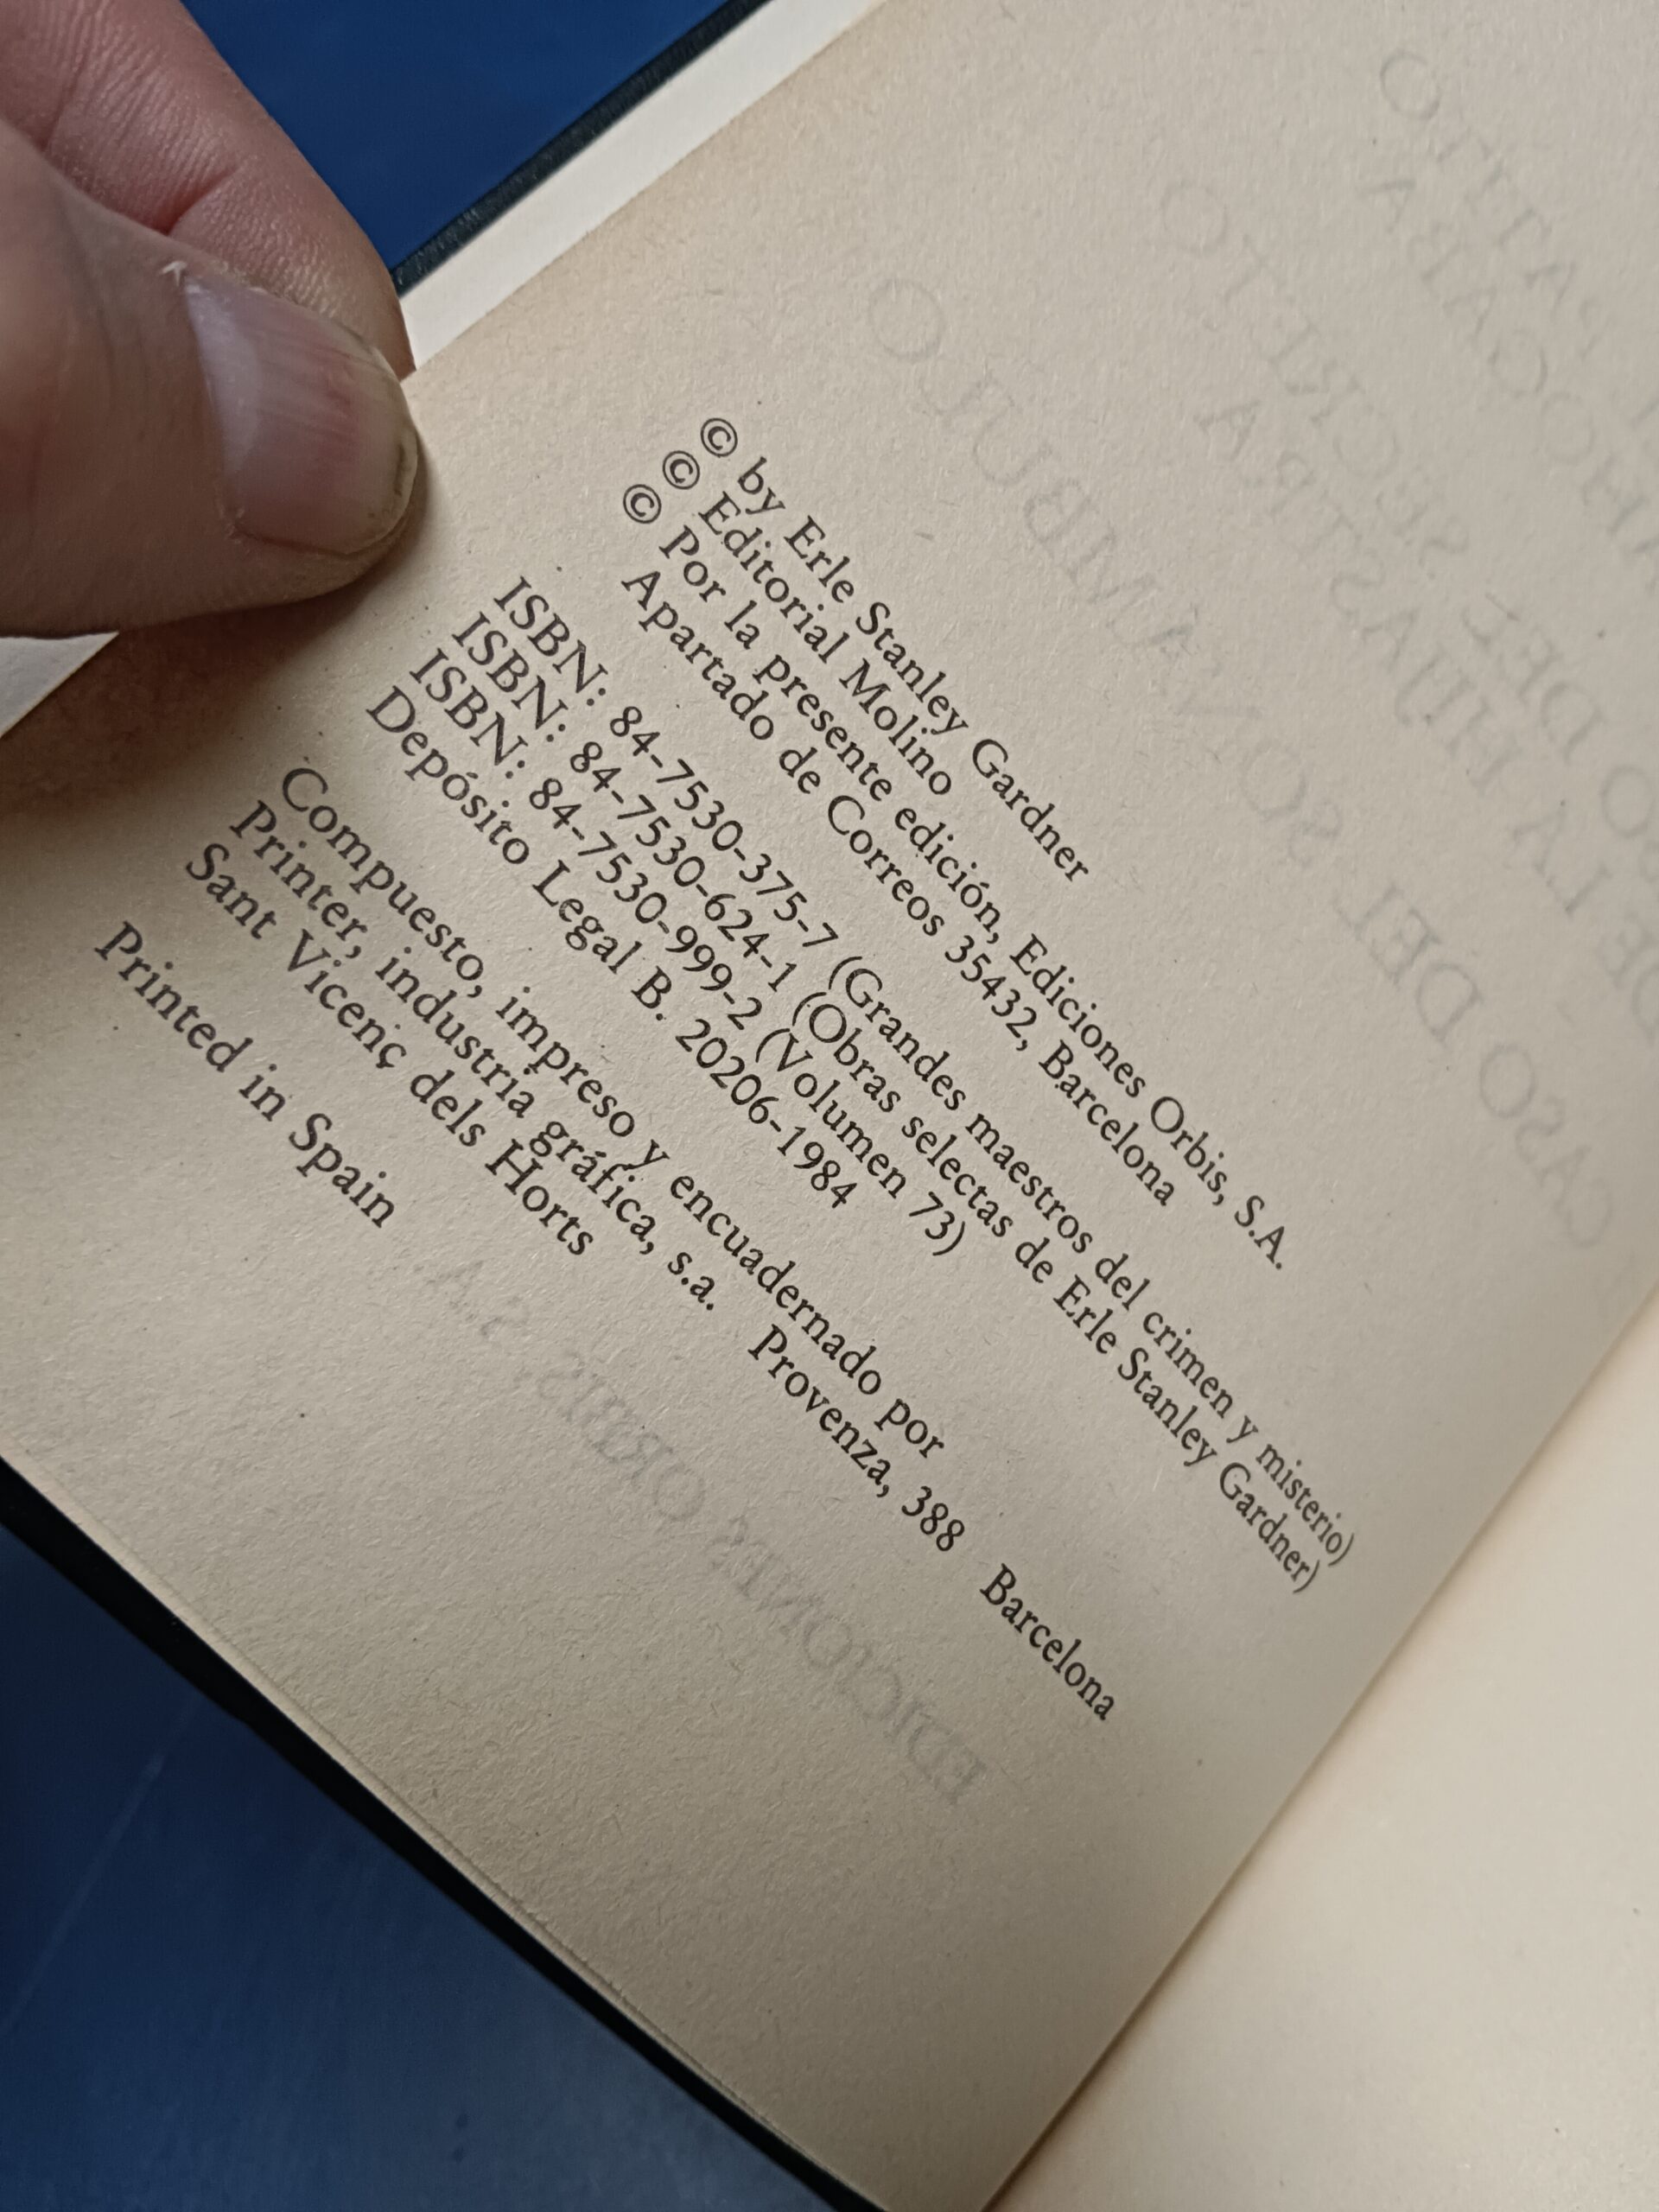 © by Erle Stanley Gardner
© Editorial Molino
© Por la presente edición, Ediciones Orbis, S.A.
Apartado de Correos 35432, Barcelona
ISBN: 84-7530-375-7 (Grandes maestros del crimen y misterio)
ISBN: 84-7530-624-1 (Obras selectas de Erle Stanley Gardner)
ISBN: 84-7530-999-2 (Volumen 73)
Depósito Legal B. 20206-1984
Compuesto, impreso y encuadernado por
Printer, industria gráfica, s.a. Provenza, 388 Barcelona
Sant Vicenç dels Horts
Printed in Spain
EDICIONES ORBIS, S.A.